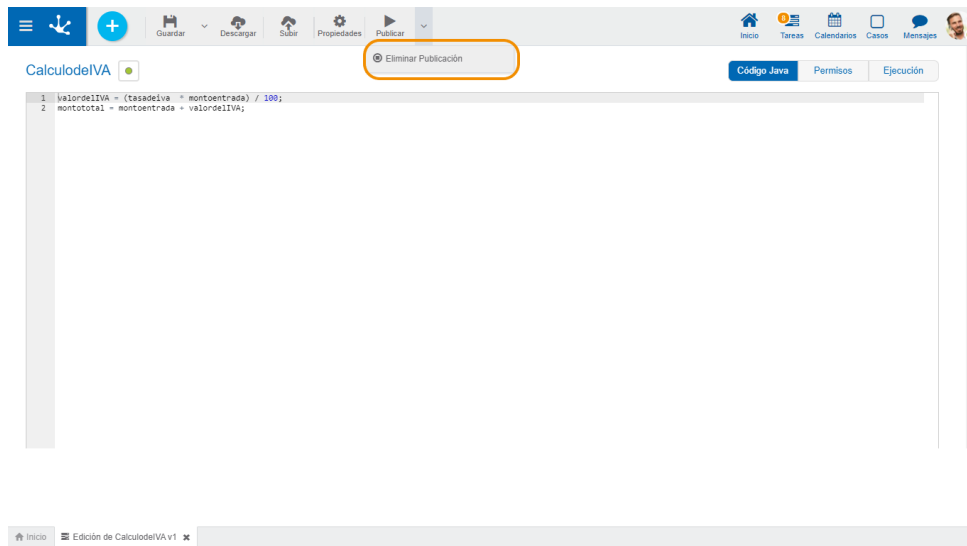 Guardar
Descargar
Subir
Propiedades
Publicar
Inicio
8
Tareas
Calendarios
Casos
Mensajes
Eliminar Publicación
CalculodeIVA
Código Java
Permisos
Ejecución
1 valordelIVA = (tasadeiva * montoentrada) / 100;
2 montototal = montoentrada + valordelIVA;
Inicio
Edición de CalculodeIVA v1